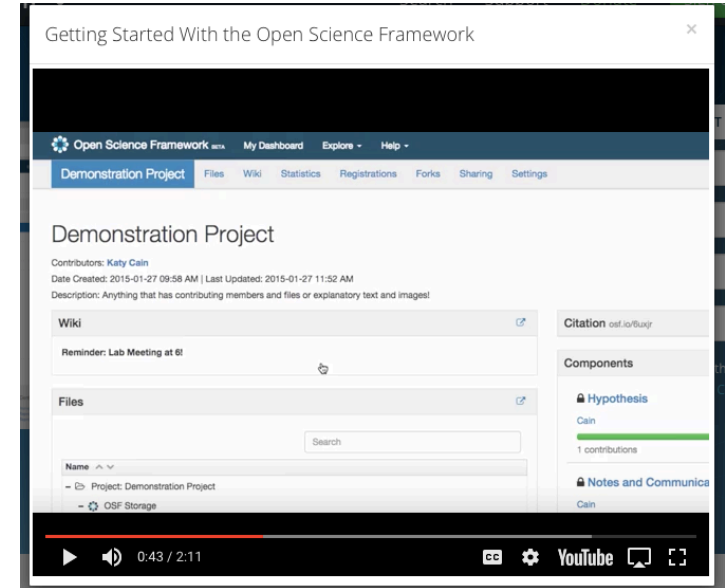 Getting Started With the Open Science Framework ×
Open Science Framework BETA My Dashboard Explore Help
Demonstration Project Files Wiki Statistics Registrations Forks Sharing Settings
Demonstration Project
Contributors: Katy Cain
Date Created: 2015-01-27 09:58 AM | Last Updated: 2015-01-27 11:52 AM
Description: Anything that has contributing members and files or explanatory text and images!
Wiki
Reminder: Lab Meeting at 6!
Files
Search
Name
– Project: Demonstration Project
– OSF Storage
Citation osf.io/6uxjr
Components
Hypothesis
Cain
1 contributions
Notes and Communica
Cain
0:43 / 2:11
CC
YouTube